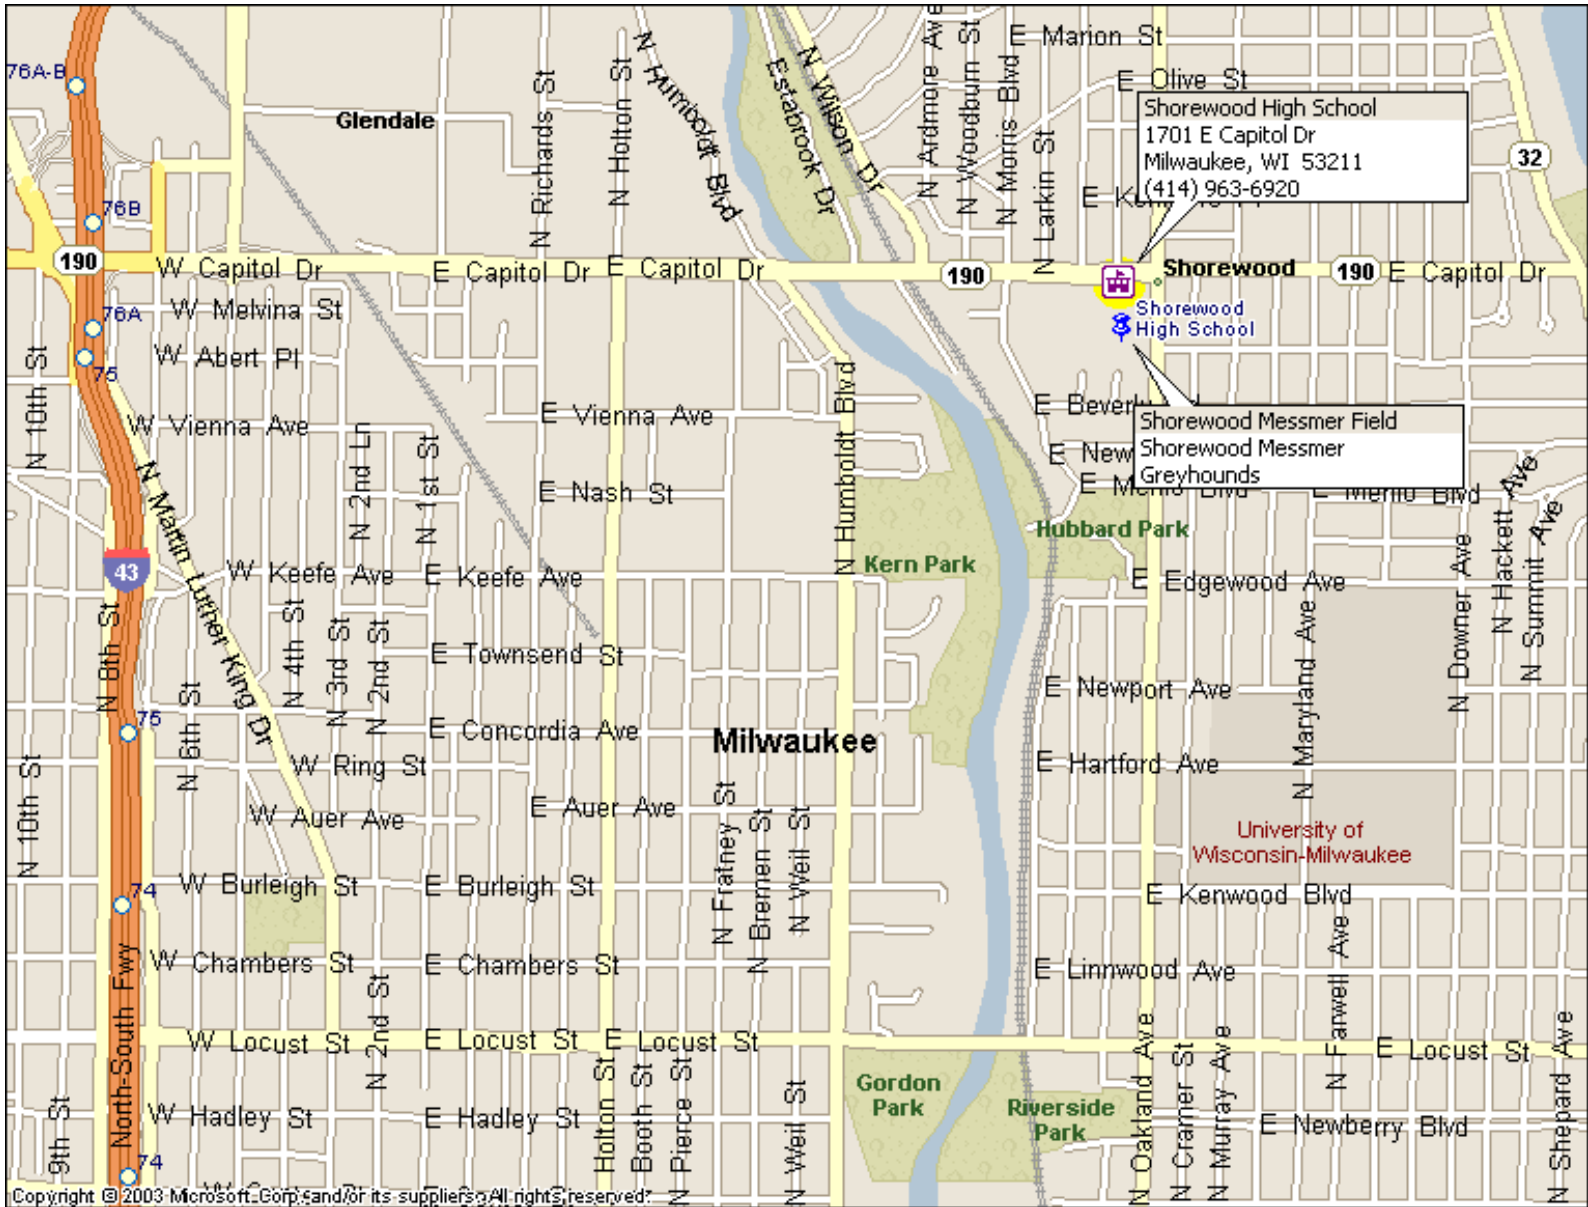 76A-B
Glendale
N Richards St
N Holton St
N Humboldt Blvd
Estabrook Dr
N Wilson Dr
N Ardmore Ave
N Woodburn St
N Morris Blvd
N Larkin St
E Marion St
E Olive St
Shorewood High School
1701 E Capitol Dr
Milwaukee, WI 53211
(414) 963-6920
32
76B
190
W Capitol Dr
E Capitol Dr
E Capitol Dr
190
Shorewood
190
E Capitol Dr
W Melvina St
76A
Shorewood
High School
W Abert Pl
75
N 10th St
W Vienna Ave
E Vienna Ave
E Beverly
Shorewood Messmer Field
Shorewood Messmer
Greyhounds
N 2nd Ln
N 1st St
E Nash St
N Humboldt Blvd
E Menlo Blvd
E Menlo Blvd
N Martin Luther King Dr
Hubbard Park
Kern Park
43
W Keefe Ave
E Keefe Ave
E Edgewood Ave
N Downer Ave
N Hackett Ave
N Summit Ave
N 8th St
N 4th St
N 3rd St
N 2nd St
E Townsend St
N Maryland Ave
E Newport Ave
N 6th St
75
E Concordia Ave
Milwaukee
W Ring St
E Hartford Ave
N 10th St
W Auer Ave
E Auer Ave
N Fratney St
N Bremen St
N Weil St
University of
Wisconsin-Milwaukee
74
W Burleigh St
E Burleigh St
E Kenwood Blvd
W Chambers St
E Chambers St
E Linnwood Ave
N Farwell Ave
North-South Fwy
N 2nd St
W Locust St
E Locust St
E Locust St
E Locust St
Gordon
Park
Riverside
Park
N Oakland Ave
N Cramer St
N Murray Ave
N Shepard Ave
9th St
W Hadley St
E Hadley St
Holton St
Booth St
N Pierce St
N Weil St
E Newberry Blvd
74
Copyright © 2003 Microsoft Corp. and/or its suppliers. All rights reserved.